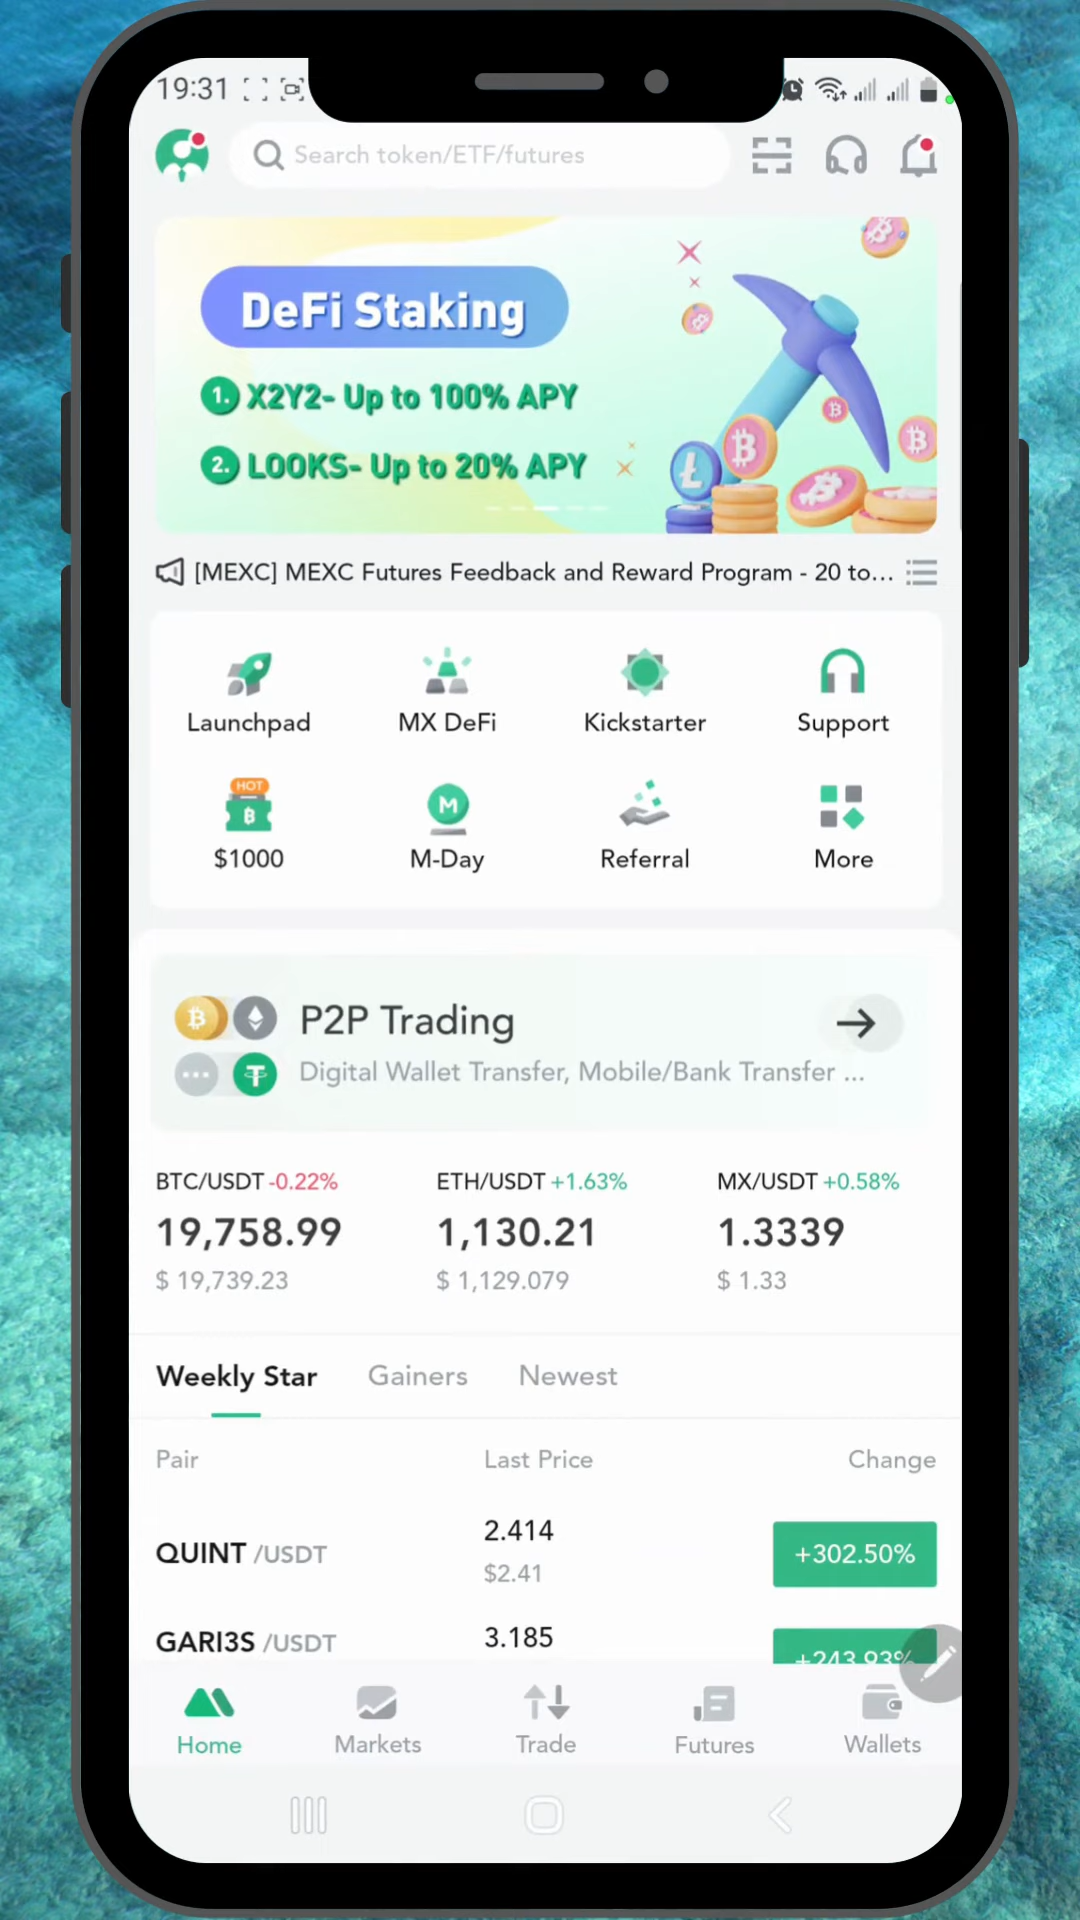 19:31
Search token/ETF/futures
DeFi Staking
1. X2Y2- Up to 100% APY
2. LOOKS- Up to 20% APY
[MEXC] MEXC Futures Feedback and Reward Program - 20 to...
Launchpad MX DeFi Kickstarter Support
HOT
$1000 M-Day Referral More
P2P Trading
Digital Wallet Transfer, Mobile/Bank Transfer ...
BTC/USDT -0.22% ETH/USDT +1.63% MX/USDT +0.58%
19,758.99 1,130.21 1.3339
$ 19,739.23 $ 1,129.079 $ 1.33
Weekly Star Gainers Newest
Pair Last Price Change
QUINT /USDT 2.414 +302.50%
$2.41
GARI3S /USDT 3.185 +243.93%
Home Markets Trade Futures Wallets